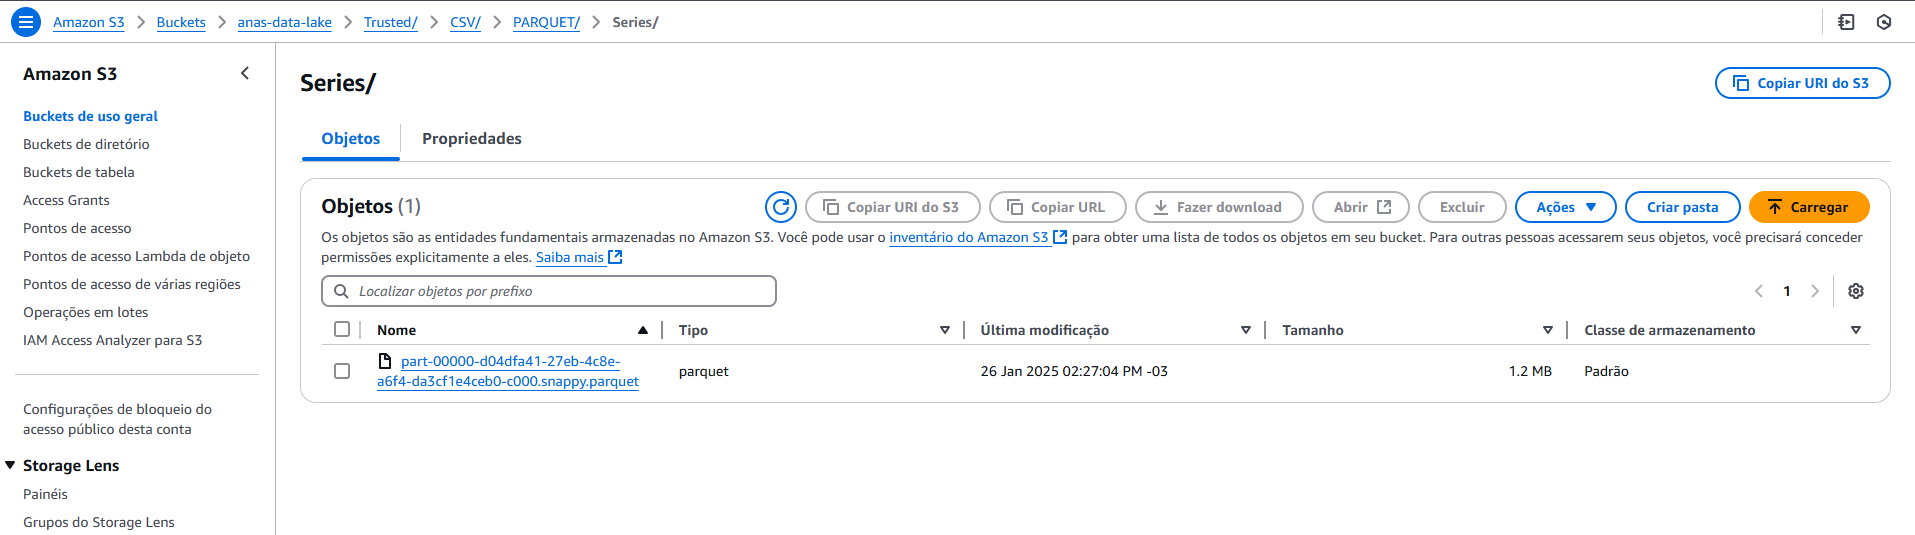 Amazon S3 > Buckets > anas-data-lake > Trusted/ > CSV/ > PARQUET/ > Series/
Amazon S3
Buckets de uso geral
Buckets de diretório
Buckets de tabela
Access Grants
Pontos de acesso
Pontos de acesso Lambda de objeto
Pontos de acesso de várias regiões
Operações em lotes
IAM Access Analyzer para S3
Configurações de bloqueio do
acesso público desta conta
Storage Lens
Painéis
Grupos do Storage Lens
Series/
Copiar URI do S3
Objetos
Propriedades
Objetos (1)
Copiar URI do S3
Copiar URL
Fazer download
Abrir
Excluir
Ações
Criar pasta
Carregar
Os objetos são as entidades fundamentais armazenadas no Amazon S3. Você pode usar o inventário do Amazon S3 para obter uma lista de todos os objetos em seu bucket. Para outras pessoas acessarem seus objetos, você precisará conceder
permissões explicitamente a eles. Saiba mais
Localizar objetos por prefixo
1
Nome
Tipo
Última modificação
Tamanho
Classe de armazenamento
part-00000-d04dfa41-27eb-4c8e-
a6f4-da3cf1e4ceb0-c000.snappy.parquet
parquet
26 Jan 2025 02:27:04 PM -03
1.2 MB
Padrão